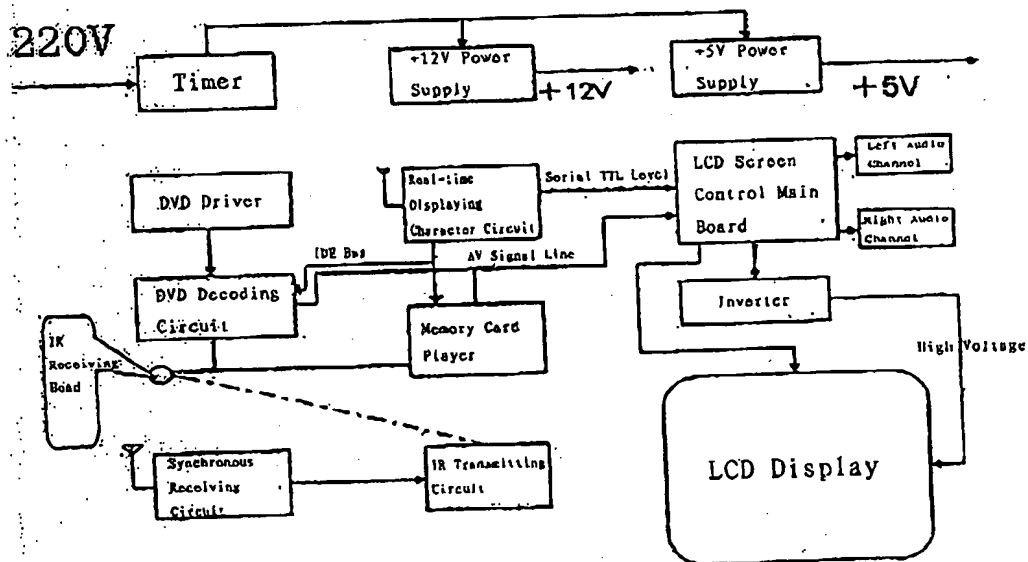 220V
Timer
+12V Power
Supply
+12V
+5V Power
Supply
+5V
DVD Driver
Real-time
Displaying
Character Circuit
Serial TTL Level
LCD Screen
Control Main
Board
Left Audio
Channel
Right Audio
Channel
IDE Bus
AV Signal Line
DVD Decoding
Circuit
Memory Card
Player
Inverter
High Voltage
IR
Receiving
Boad
Synchronous
Receiving
Circuit
IR Transmitting
Circuit
LCD Display